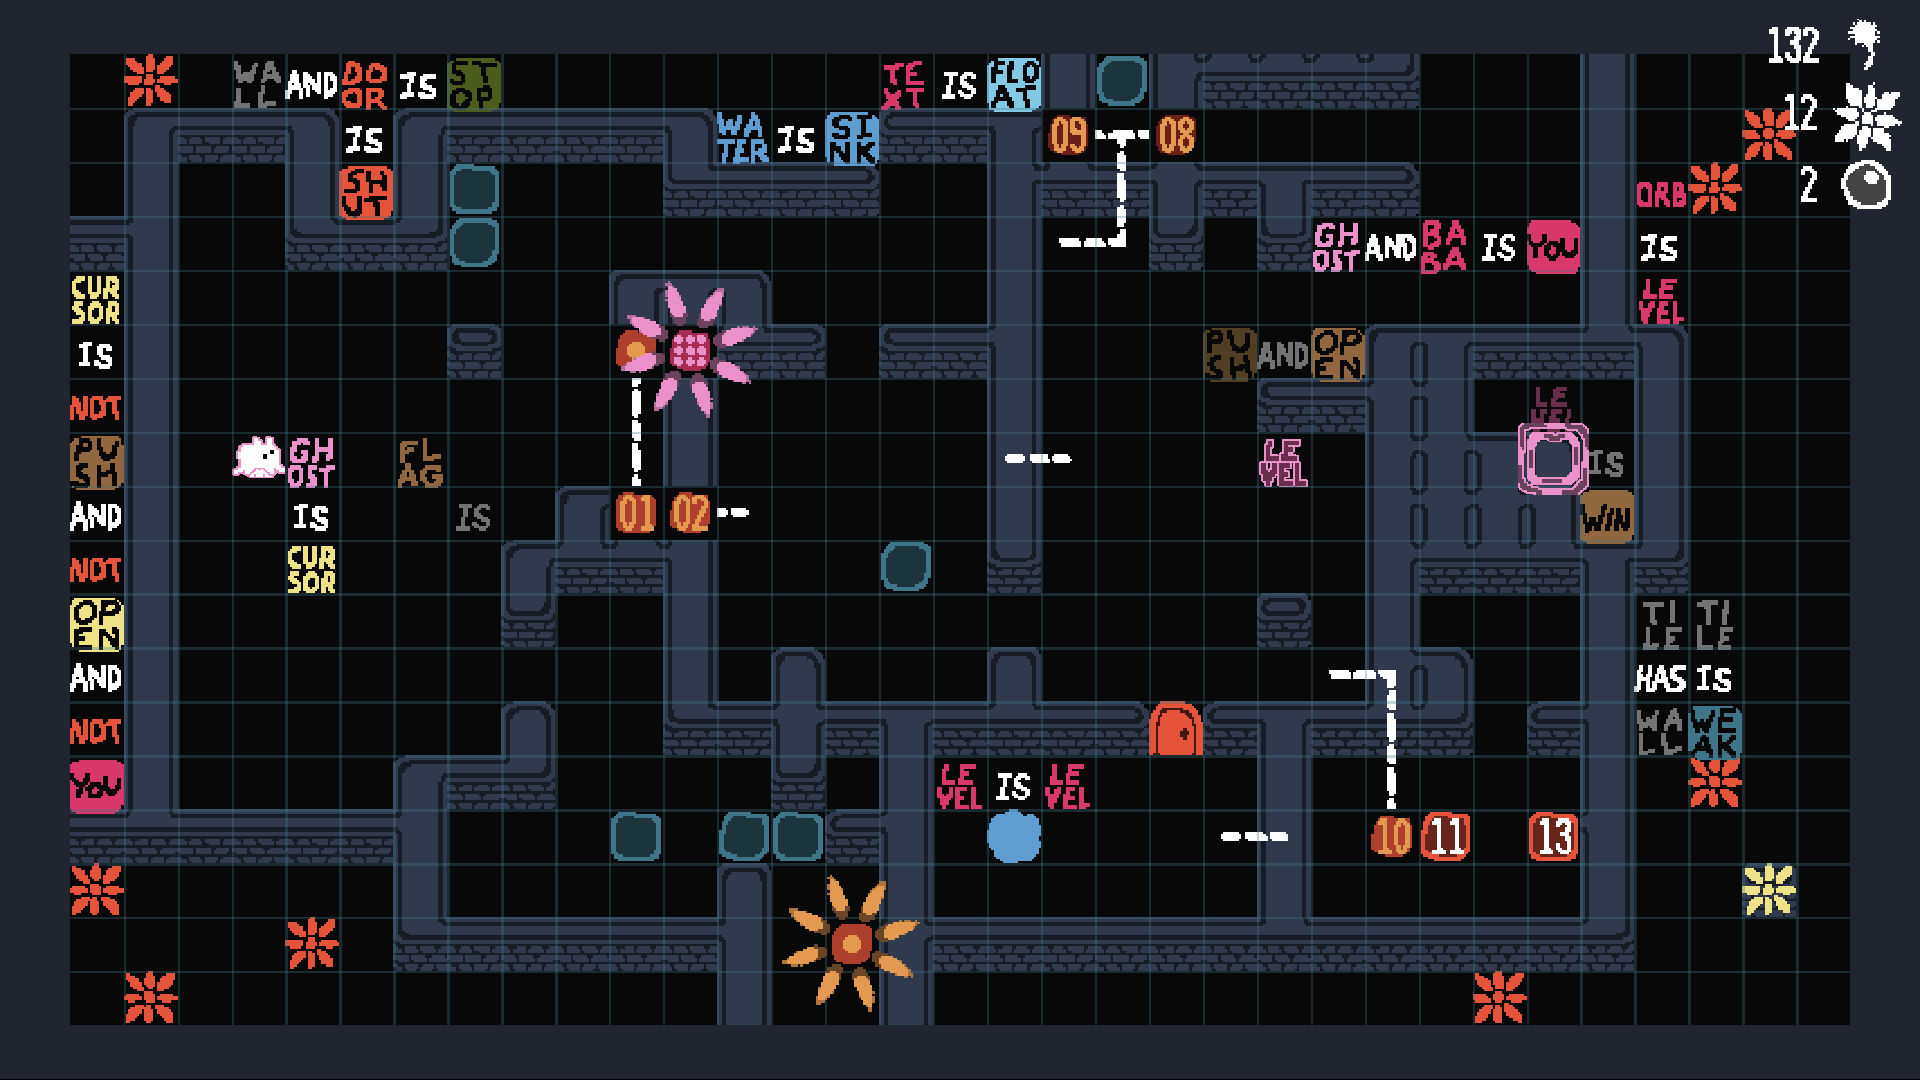 132
WALL AND DOOR IS STOP
TEXT IS FLOAT
12
IS
WATER IS SINK
09 08
SHUT
ORB
2
GHOST AND BABA IS YOU
IS
CURSOR
LEVEL
IS
PUSH AND OPEN
NOT
LEVEL
PUSH
GHOST
FLAG
LEVEL
IS
AND
IS
IS
01 02
WIN
NOT
CURSOR
OPEN
TILE TILE
AND
HAS IS
NOT
WALL WEAK
YOU
LEVEL IS LEVEL
10 11 13